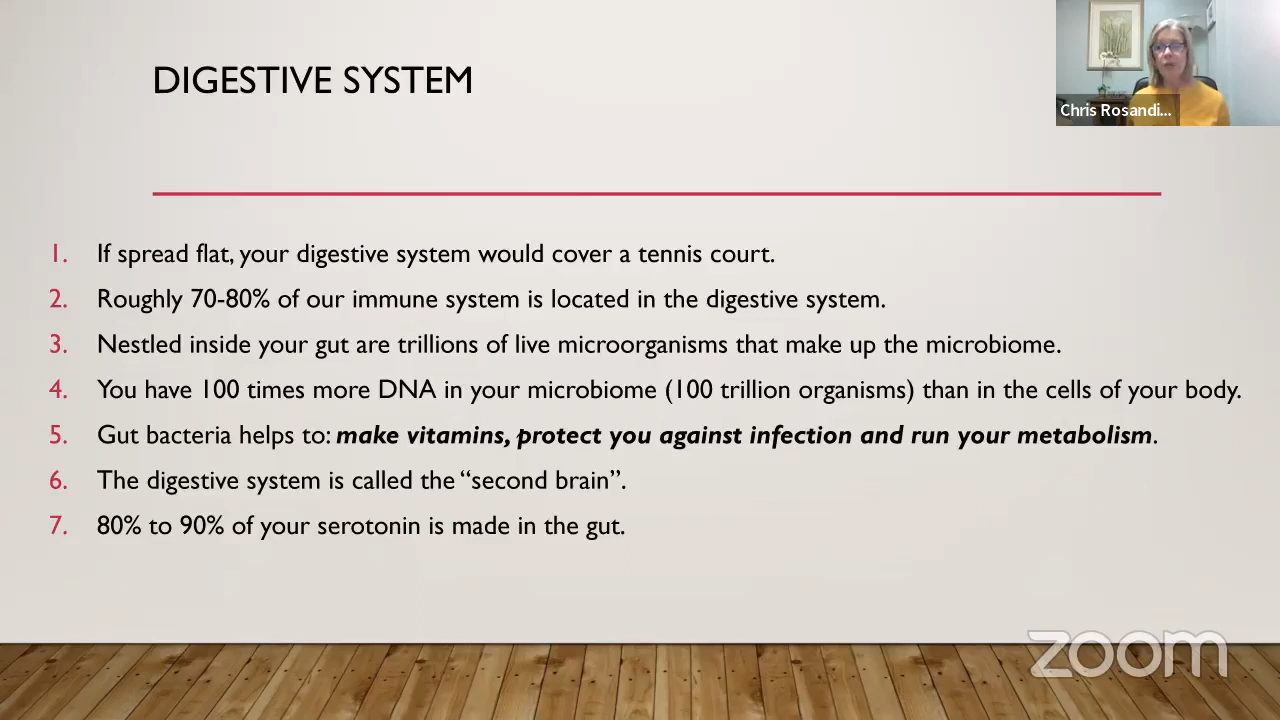 DIGESTIVE SYSTEM
Chris Rosandi...
1. If spread flat, your digestive system would cover a tennis court.
2. Roughly 70-80% of our immune system is located in the digestive system.
3. Nestled inside your gut are trillions of live microorganisms that make up the microbiome.
4. You have 100 times more DNA in your microbiome (100 trillion organisms) than in the cells of your body.
5. Gut bacteria helps to: make vitamins, protect you against infection and run your metabolism.
6. The digestive system is called the “second brain”.
7. 80% to 90% of your serotonin is made in the gut.
zoom